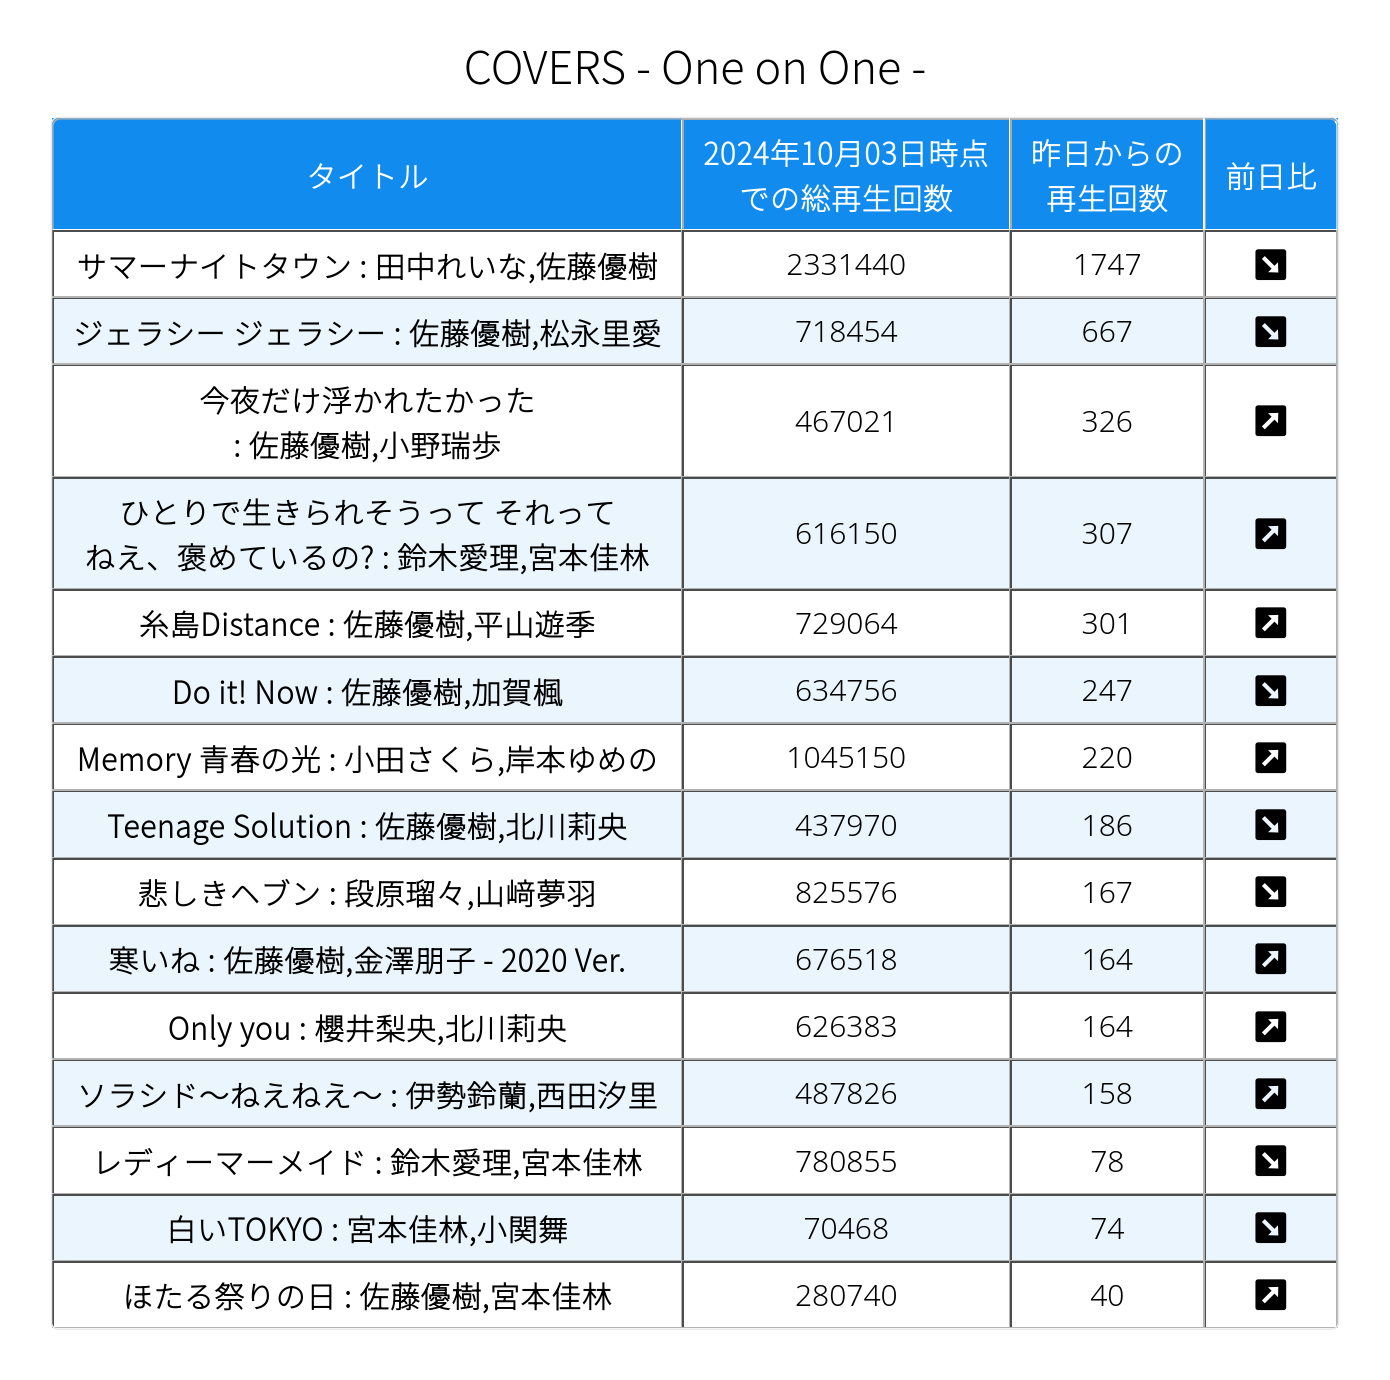 COVERS - One on One -
タイトル
2024年10月03日時点
での総再生回数
昨日からの
再生回数
前日比
サマーナイトタウン : 田中れいな,佐藤優樹 2331440 1747
ジェラシー ジェラシー : 佐藤優樹,松永里愛 718454 667
今夜だけ浮かれたかった
: 佐藤優樹,小野瑞歩 467021 326
ひとりで生きられそうって それって
ねえ、褒めているの? : 鈴木愛理,宮本佳林 616150 307
糸島Distance : 佐藤優樹,平山遊季 729064 301
Do it! Now : 佐藤優樹,加賀楓 634756 247
Memory 青春の光 : 小田さくら,岸本ゆめの 1045150 220
Teenage Solution : 佐藤優樹,北川莉央 437970 186
悲しきヘブン : 段原瑠々,山﨑夢羽 825576 167
寒いね : 佐藤優樹,金澤朋子 - 2020 Ver. 676518 164
Only you : 櫻井梨央,北川莉央 626383 164
ソラシド～ねえねえ～ : 伊勢鈴蘭,西田汐里 487826 158
レディーマーメイド : 鈴木愛理,宮本佳林 780855 78
白いTOKYO : 宮本佳林,小関舞 70468 74
ほたる祭りの日 : 佐藤優樹,宮本佳林 280740 40